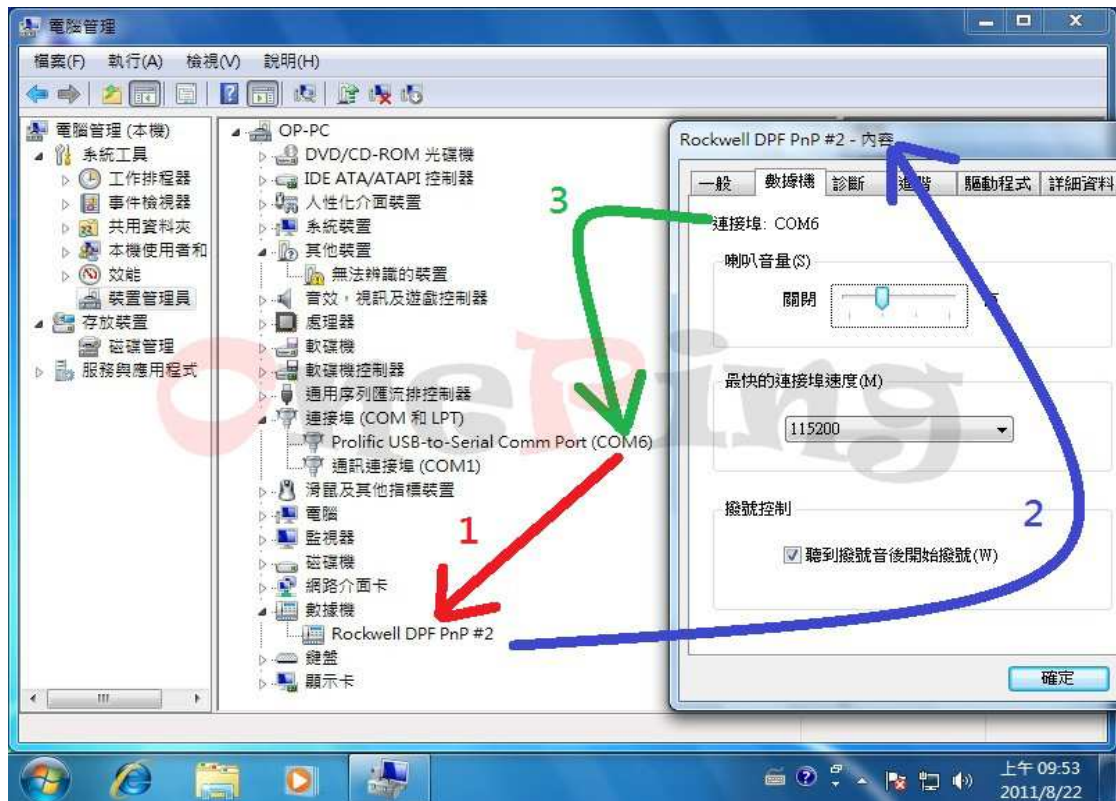 電腦管理
檔案(F) 執行(A) 檢視(V) 說明(H)
電腦管理 (本機)
系統工具
工作排程器
事件檢視器
共用資料夾
本機使用者和
效能
裝置管理員
存放裝置
磁碟管理
服務與應用程式
OP-PC
DVD/CD-ROM 光碟機
IDE ATA/ATAPI 控制器
人性化介面裝置
系統裝置
其他裝置
無法辨識的裝置
音效，視訊及遊戲控制器
處理器
軟碟機
軟碟機控制器
通用序列匯流排控制器
連接埠 (COM 和 LPT)
Prolific USB-to-Serial Comm Port (COM6)
通訊連接埠 (COM1)
滑鼠及其他指標裝置
電腦
監視器
磁碟機
網路介面卡
數據機
Rockwell DPF PnP #2
鍵盤
顯示卡
3
1
2
Rockwell DPF PnP #2 - 內容
一般 數據機 診斷 進階 驅動程式 詳細資料
連接埠: COM6
喇叭音量(S)
關閉
最快的連接埠速度(M)
115200
撥號控制
聽到撥號音後開始撥號(W)
確定
上午 09:53
2011/8/22